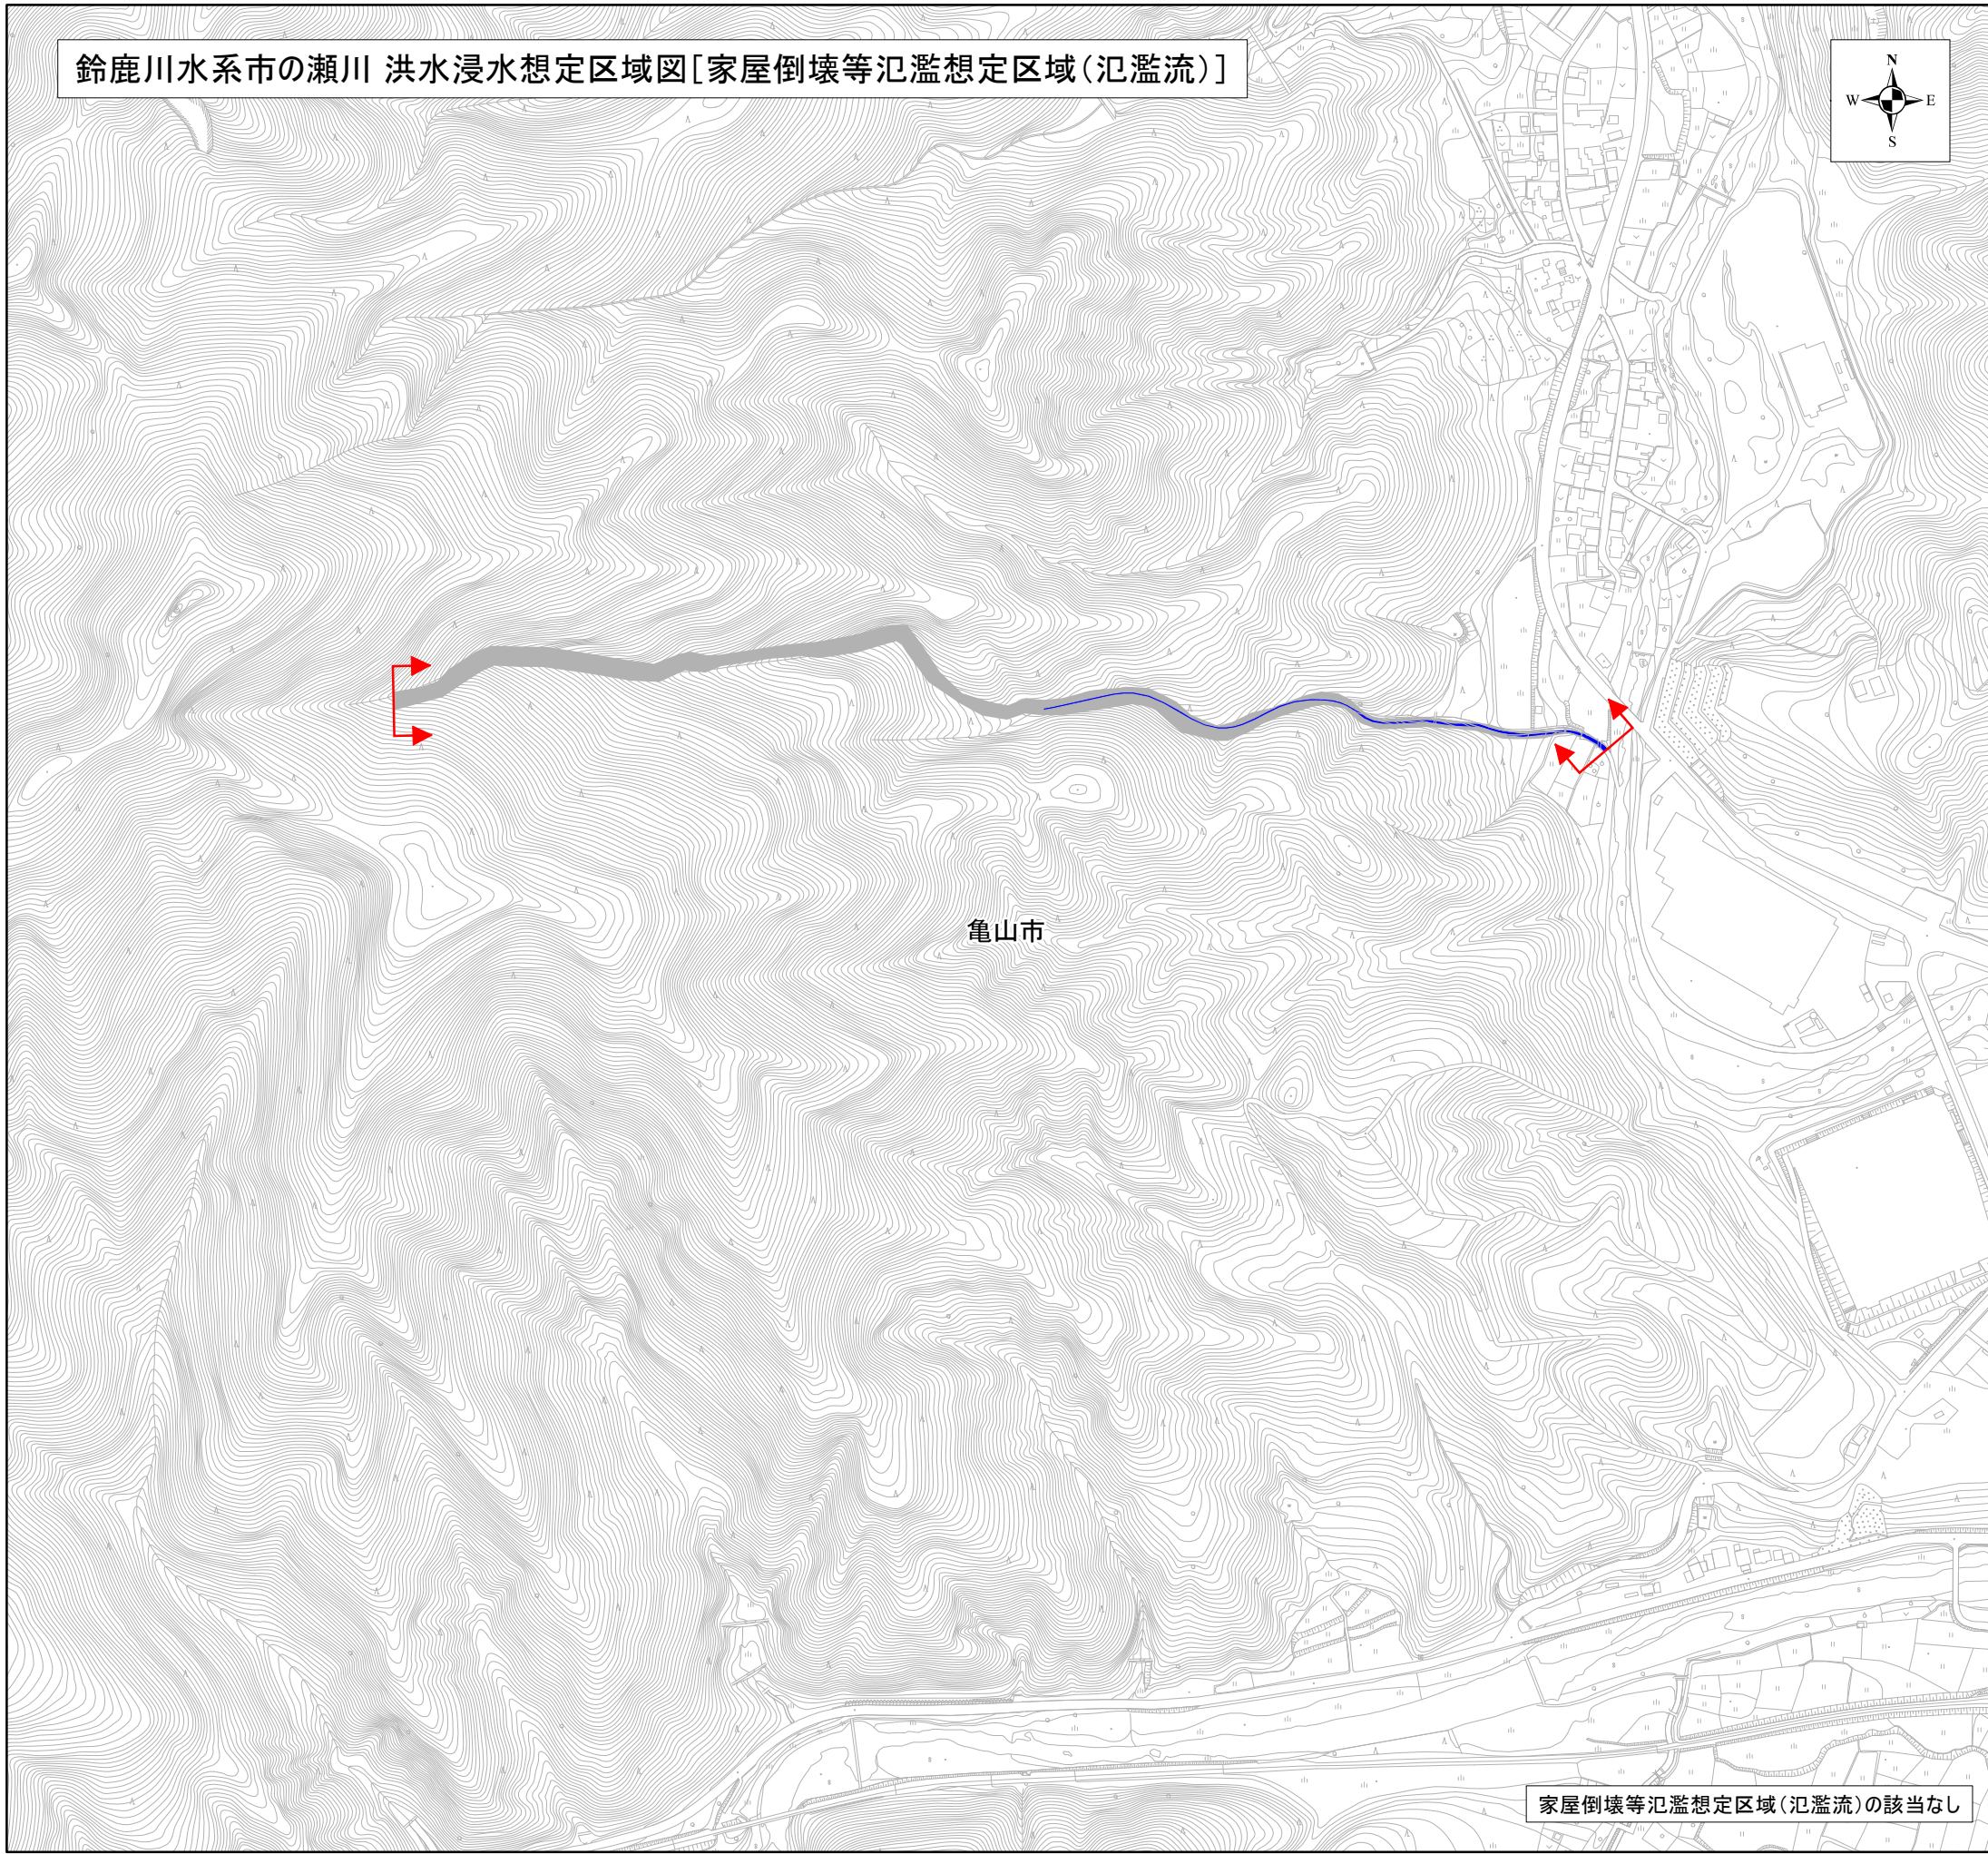 鈴鹿川水系市の瀬川 洪水浸水想定区域図[家屋倒壊等氾濫想定区域(氾濫流)]
N
W E
S
亀山市
家屋倒壊等氾濫想定区域(氾濫流)の該当なし